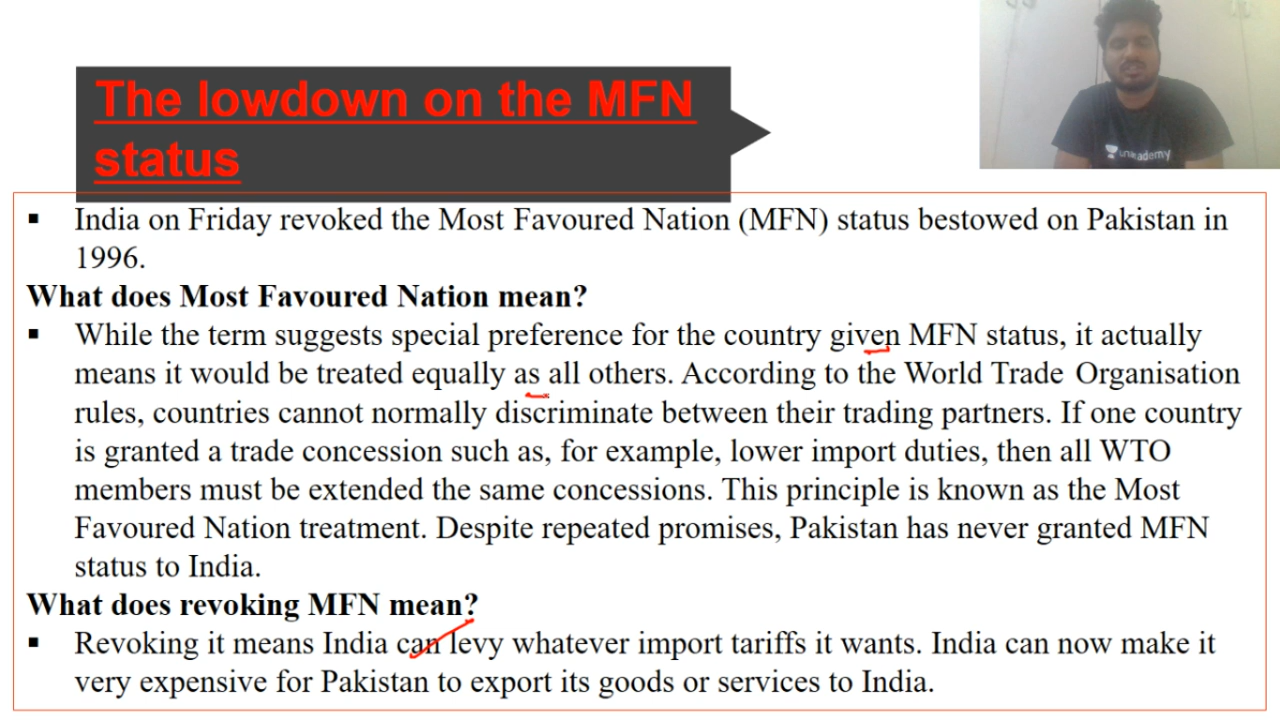 The lowdown on the MFN
status
unacademy
▪ India on Friday revoked the Most Favoured Nation (MFN) status bestowed on Pakistan in
1996.
What does Most Favoured Nation mean?
▪ While the term suggests special preference for the country given MFN status, it actually
means it would be treated equally as all others. According to the World Trade Organisation
rules, countries cannot normally discriminate between their trading partners. If one country
is granted a trade concession such as, for example, lower import duties, then all WTO
members must be extended the same concessions. This principle is known as the Most
Favoured Nation treatment. Despite repeated promises, Pakistan has never granted MFN
status to India.
What does revoking MFN mean?
▪ Revoking it means India can levy whatever import tariffs it wants. India can now make it
very expensive for Pakistan to export its goods or services to India.